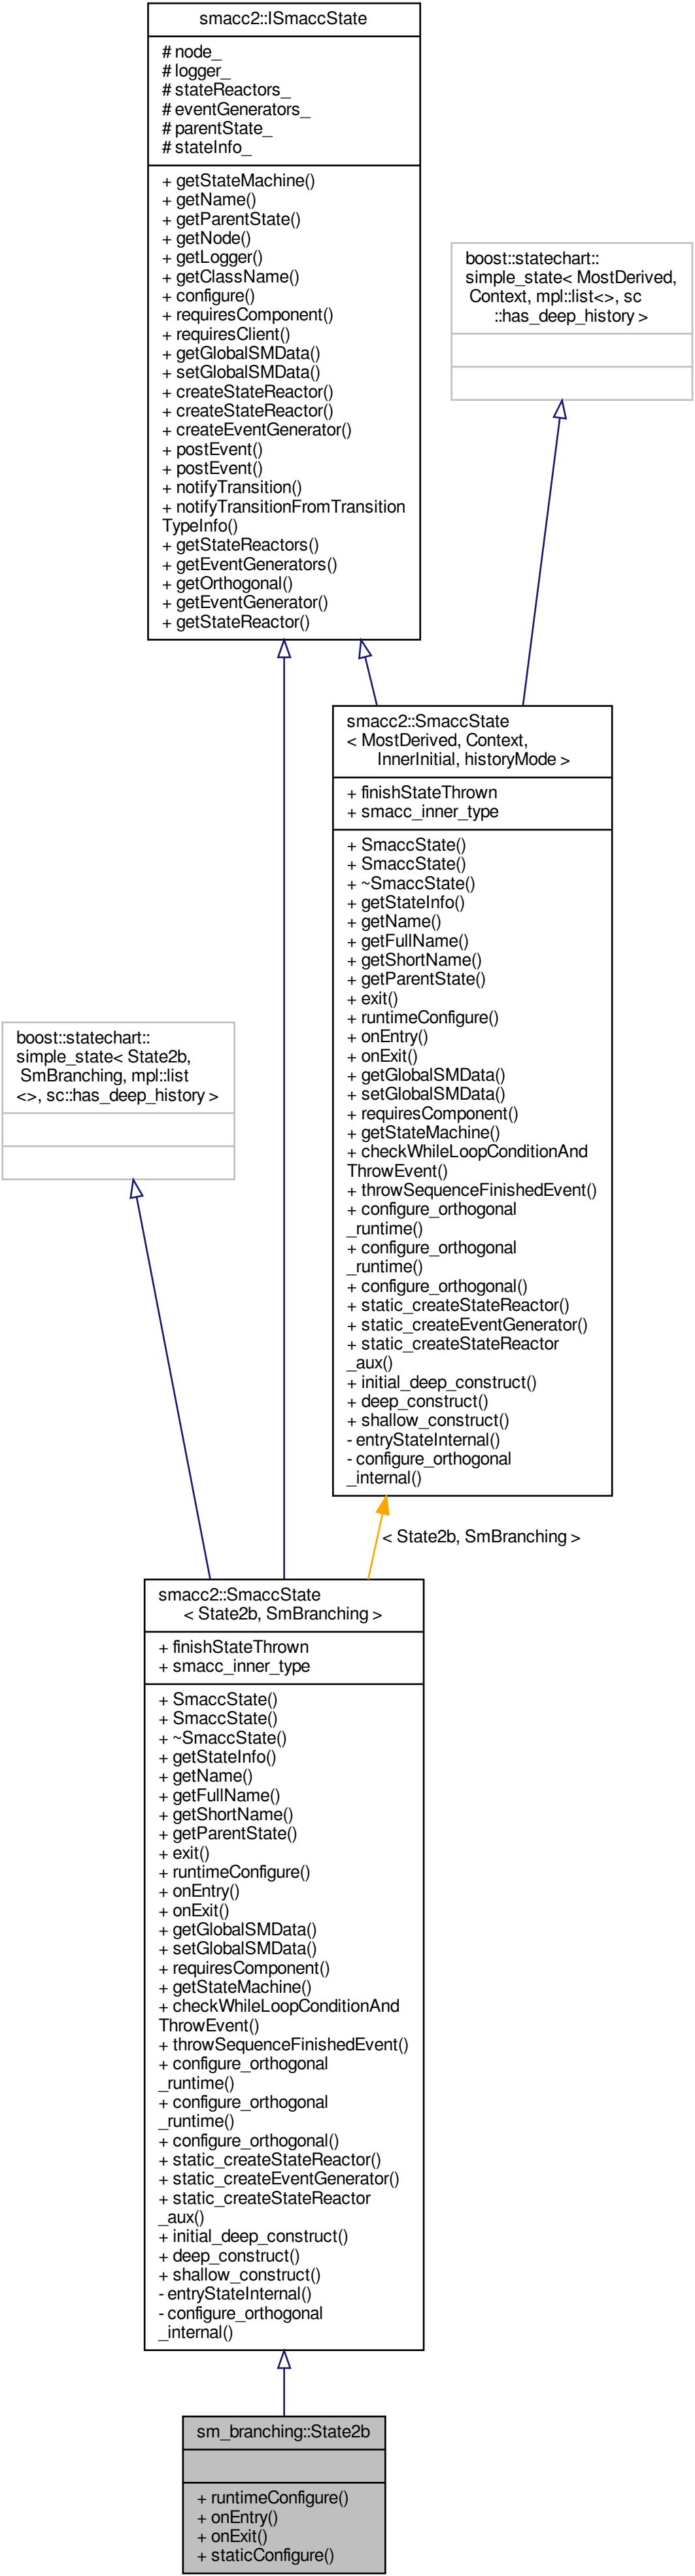 smacc2::ISmaccState
# node_
# logger_
# stateReactors_
# eventGenerators_
# parentState_
# stateInfo_
+ getStateMachine()
+ getName()
+ getParentState()
+ getNode()
+ getLogger()
+ getClassName()
+ configure()
+ requiresComponent()
+ requiresClient()
+ getGlobalSMData()
+ setGlobalSMData()
+ createStateReactor()
+ createStateReactor()
+ createEventGenerator()
+ postEvent()
+ postEvent()
+ notifyTransition()
+ notifyTransitionFromTransition
TypeInfo()
+ getStateReactors()
+ getEventGenerators()
+ getOrthogonal()
+ getEventGenerator()
+ getStateReactor()
boost::statechart::
simple_state< MostDerived,
Context, mpl::list<>, sc
::has_deep_history >
smacc2::SmaccState
< MostDerived, Context,
InnerInitial, historyMode >
+ finishStateThrown
+ smacc_inner_type
+ SmaccState()
+ SmaccState()
+ ~SmaccState()
+ getStateInfo()
+ getName()
+ getFullName()
+ getShortName()
+ getParentState()
+ exit()
+ runtimeConfigure()
+ onEntry()
+ onExit()
+ getGlobalSMData()
+ setGlobalSMData()
+ requiresComponent()
+ getStateMachine()
+ checkWhileLoopConditionAnd
ThrowEvent()
+ throwSequenceFinishedEvent()
+ configure_orthogonal
_runtime()
+ configure_orthogonal
_runtime()
+ configure_orthogonal()
+ static_createStateReactor()
+ static_createEventGenerator()
+ static_createStateReactor
_aux()
+ initial_deep_construct()
+ deep_construct()
+ shallow_construct()
- entryStateInternal()
- configure_orthogonal
_internal()
boost::statechart::
simple_state< State2b,
SmBranching, mpl::list
<>, sc::has_deep_history >
< State2b, SmBranching >
smacc2::SmaccState
< State2b, SmBranching >
+ finishStateThrown
+ smacc_inner_type
+ SmaccState()
+ SmaccState()
+ ~SmaccState()
+ getStateInfo()
+ getName()
+ getFullName()
+ getShortName()
+ getParentState()
+ exit()
+ runtimeConfigure()
+ onEntry()
+ onExit()
+ getGlobalSMData()
+ setGlobalSMData()
+ requiresComponent()
+ getStateMachine()
+ checkWhileLoopConditionAnd
ThrowEvent()
+ throwSequenceFinishedEvent()
+ configure_orthogonal
_runtime()
+ configure_orthogonal
_runtime()
+ configure_orthogonal()
+ static_createStateReactor()
+ static_createEventGenerator()
+ static_createStateReactor
_aux()
+ initial_deep_construct()
+ deep_construct()
+ shallow_construct()
- entryStateInternal()
- configure_orthogonal
_internal()
sm_branching::State2b
+ runtimeConfigure()
+ onEntry()
+ onExit()
+ staticConfigure()